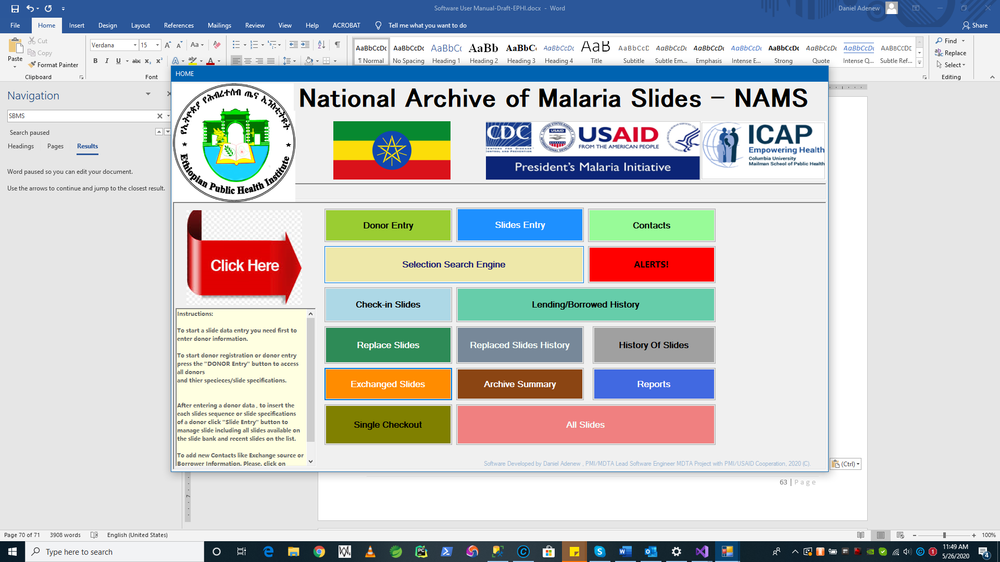 Software User Manual-Draft-EPHI.docx - Word
Daniel Adenew
File Home Insert Design Layout References Mailings Review View Help ACROBAT Tell me what you want to do Share
Paste
Cut
Copy
Format Painter
Clipboard
Verdana 15
Font
AaBbCcDc AaBbCcDc AaBbCc AaBb AaBbC AaBbCcDc AaB AaBbCcD AaBbCcDc AaBbCcDc AaBbCcDc AaBbCcDc AaBbCcDc AaBbCcDc AABBCCDE
¶ Normal No Spacing Heading 1 Heading 2 Heading 3 Heading 4 Title Subtitle Subtle Em... Emphasis Intense E... Strong Quote Intense Q... Subtle Ref...
Find
Replace
Select
Editing
Navigation
SBMS
Search paused
Headings Pages Results
Word paused so you can edit your document.
Use the arrows to continue and jump to the closest result.
HOME
የኢትዮጵያ የሕብረተሰብ ጤና ኢንስቲትዩት
Ethiopian Public Health Institute
National Archive of Malaria Slides - NAMS
CDC
CENTERS FOR DISEASE
CONTROL AND PREVENTION
USAID
USAID
FROM THE AMERICAN PEOPLE
President's Malaria Initiative
ICAP
Empowering Health
Columbia University
Mailman School of Public Health
Click Here
Donor Entry
Slides Entry
Contacts
Selection Search Engine
ALERTS!
Check-in Slides
Lending/Borrowed History
Replace Slides
Replaced Slides History
History Of Slides
Exchanged Slides
Archive Summary
Reports
Single Checkout
All Slides
Instructions:
To start a slide data entry you need first to
enter donor information.
To start donor registration or donor entry
press the "DONOR Entry" button to access
all donors
and thier specieces/slide specifications.
After entering a donor data , to insert the
each slides sequence or slide specifications
of a donor click "Slide Entry" button to
manage slide including all slides available on
the slide bank and recent slides on the list.
To add new Contacts like Exchange source or
Borrower Information. Please, click on
Software Developed by Daniel Adenew , PMI/MDTA Lead Software Engineer MDTA Project with PMI/USAID Cooperation, 2020 (C).
(Ctrl)
63 | Page
Page 70 of 71 3908 words English (United States)
100%
Type here to search
11:49 AM
5/26/2020